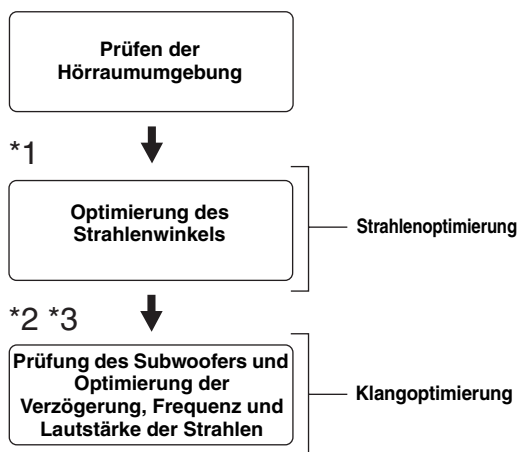 Prüfen der
Hörraumumgebung
*1
Optimierung des
Strahlenwinkels
Strahlenoptimierung
*2 *3
Prüfung des Subwoofers und
Optimierung der
Verzögerung, Frequenz und
Lautstärke der Strahlen
Klangoptimierung